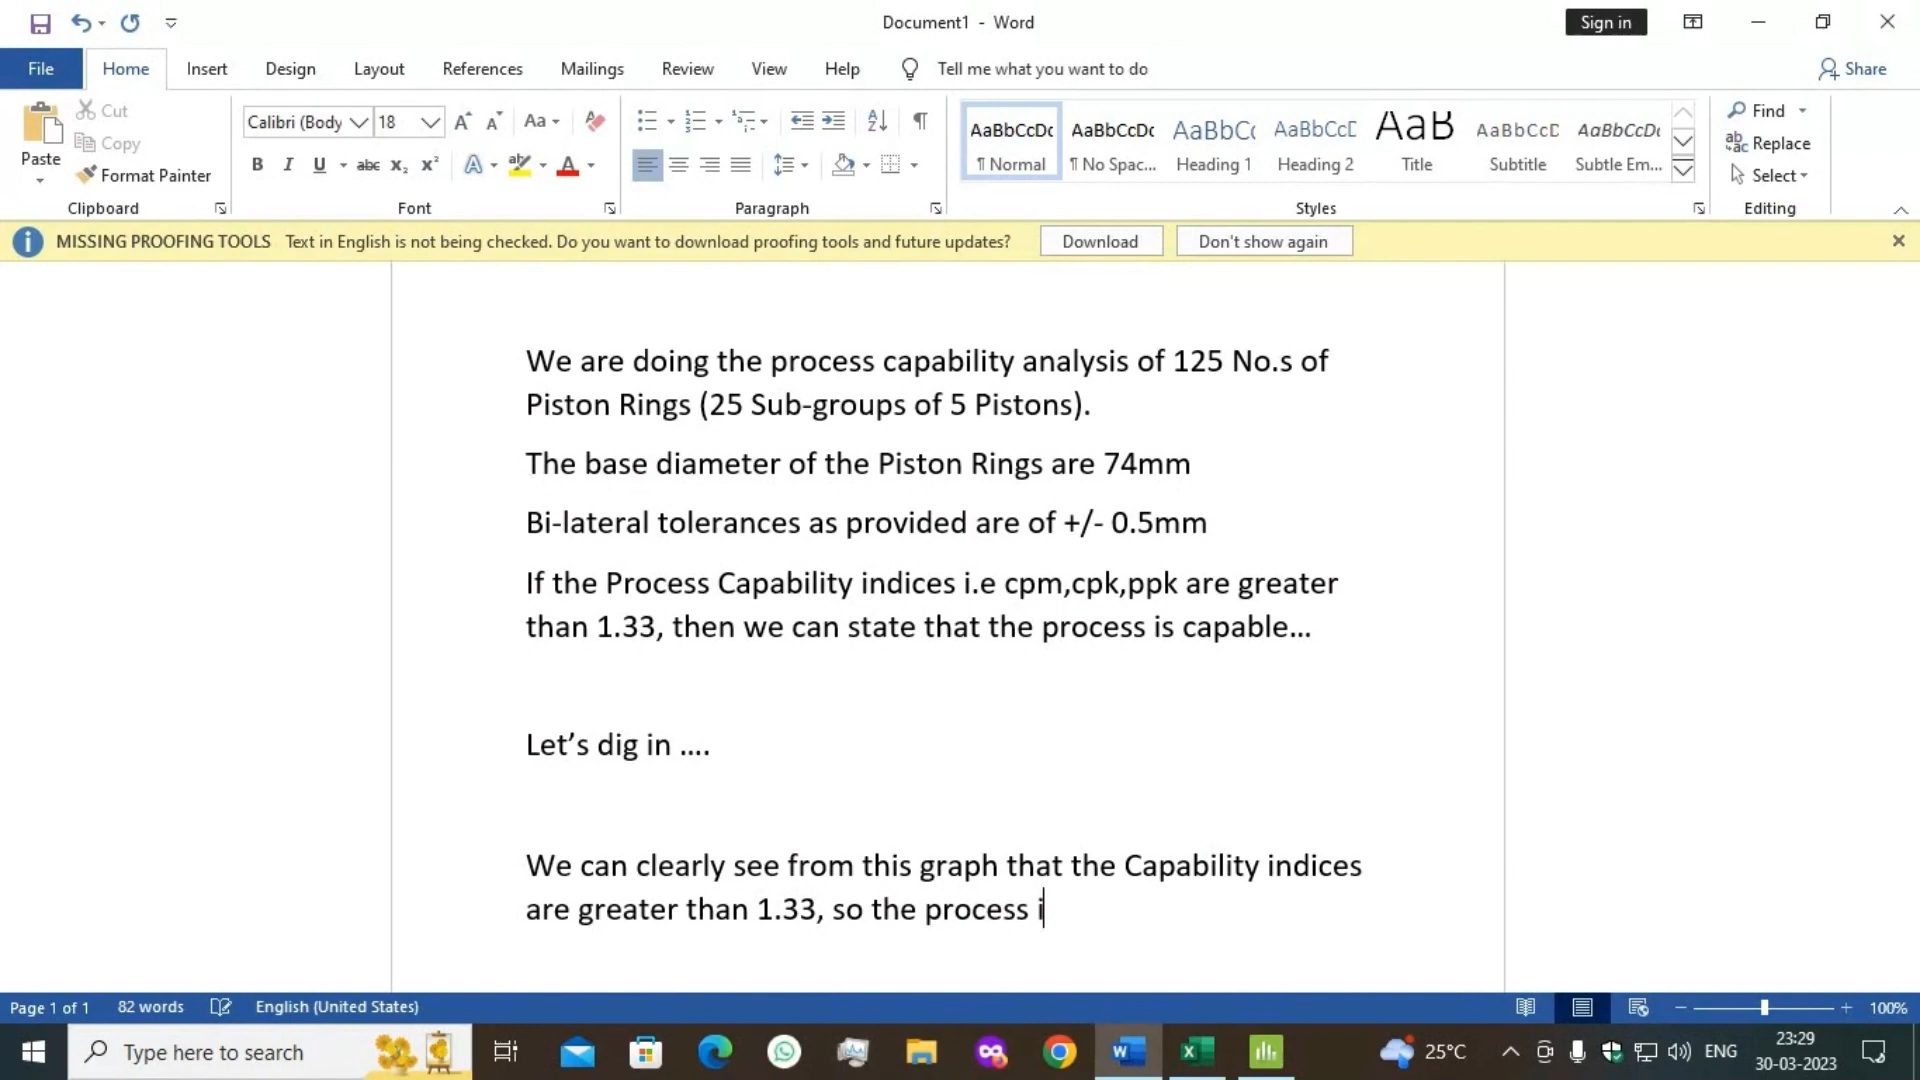 Document1 - Word
Sign in
File Home Insert Design Layout References Mailings Review View Help Tell me what you want to do Share
Cut
Copy
Paste
Format Painter
Clipboard
Calibri (Body 18
Font
Paragraph
AaBbCcDc AaBbCcDc AaBbCc AaBbCcD AaB AaBbCcD AaBbCcDc
¶ Normal ¶ No Spac... Heading 1 Heading 2 Title Subtitle Subtle Em...
Styles
Find
Replace
Select
Editing
MISSING PROOFING TOOLS Text in English is not being checked. Do you want to download proofing tools and future updates? Download Don't show again
We are doing the process capability analysis of 125 No.s of
Piston Rings (25 Sub-groups of 5 Pistons).
The base diameter of the Piston Rings are 74mm
Bi-lateral tolerances as provided are of +/- 0.5mm
If the Process Capability indices i.e cpm,cpk,ppk are greater
than 1.33, then we can state that the process is capable...
Let’s dig in ....
We can clearly see from this graph that the Capability indices
are greater than 1.33, so the process i
Page 1 of 1 82 words English (United States) 100%
Type here to search
25°C ENG
23:29
30-03-2023